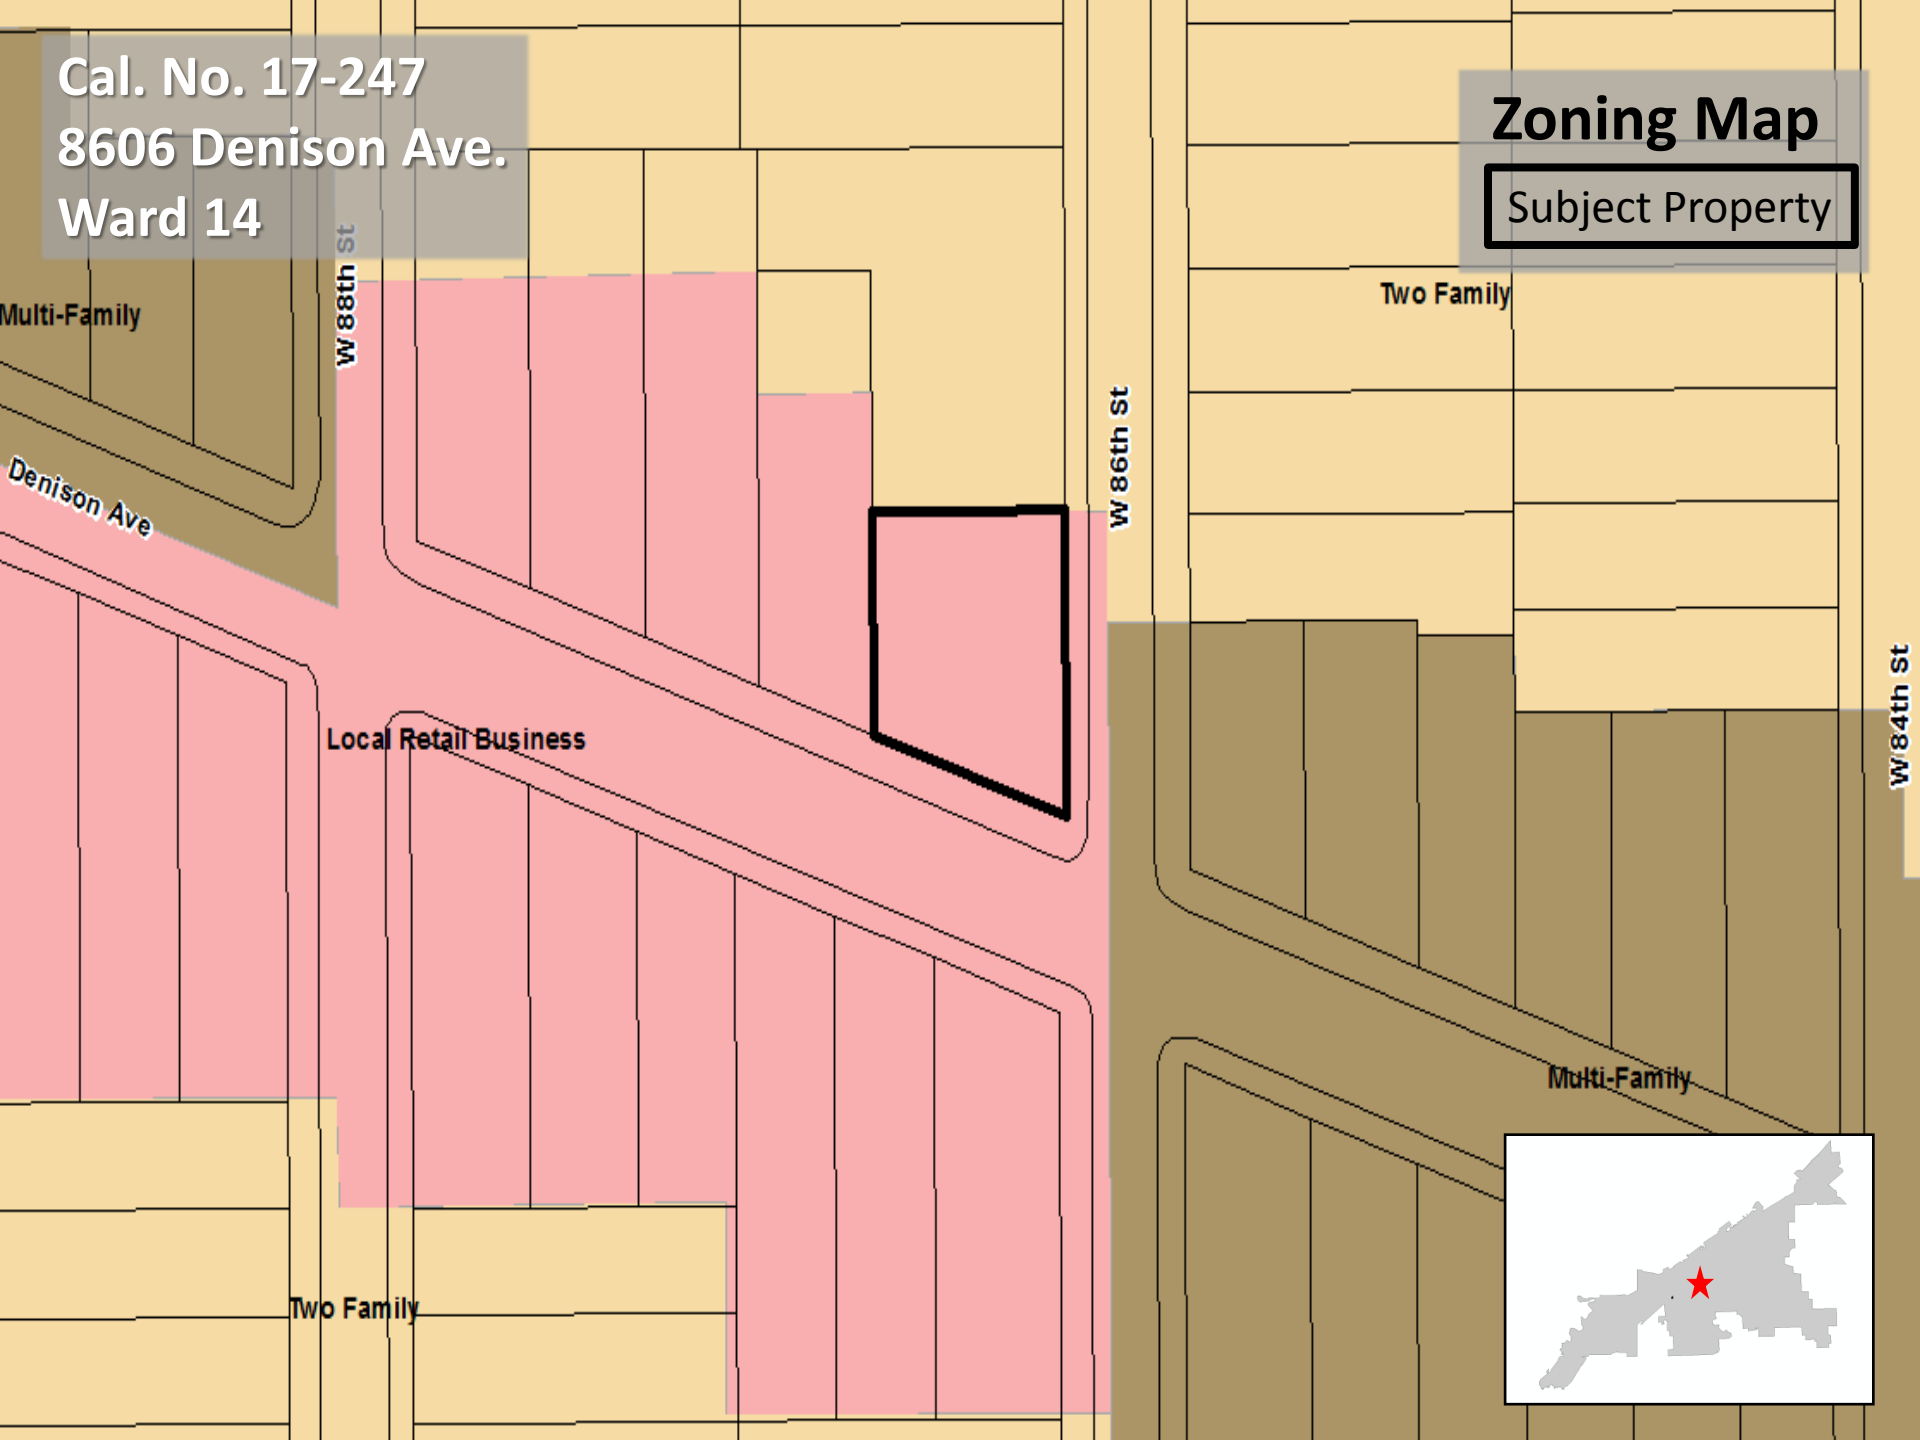 Cal. No. 17-247
8606 Denison Ave.
Ward 14
Zoning Map
Subject Property
W 88th St
Multi-Family
Two Family
Denison Ave
W 86th St
Local Retail Business
W 84th St
Multi-Family
Two Family